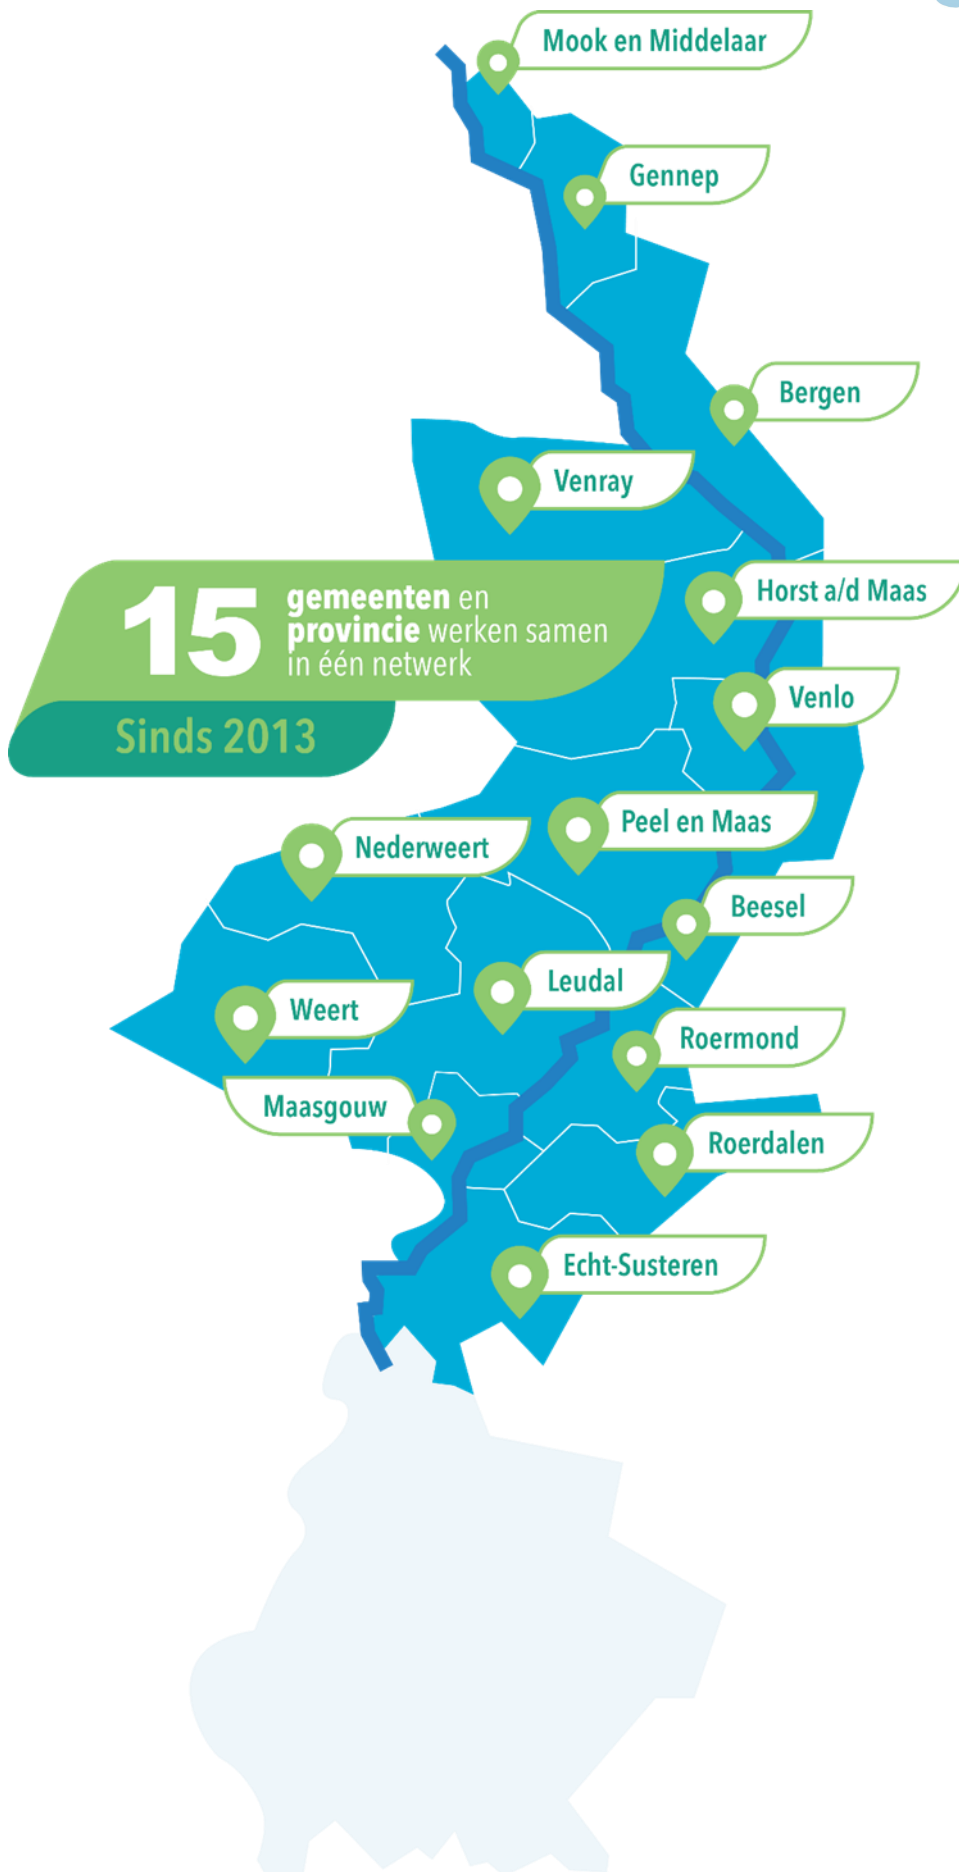 Mook en Middelaar
Gennep
Bergen
Venray
Horst a/d Maas
15 gemeenten en
provincie werken samen
in één netwerk
Sinds 2013
Venlo
Peel en Maas
Nederweert
Beesel
Leudal
Weert
Roermond
Maasgouw
Roerdalen
Echt-Susteren